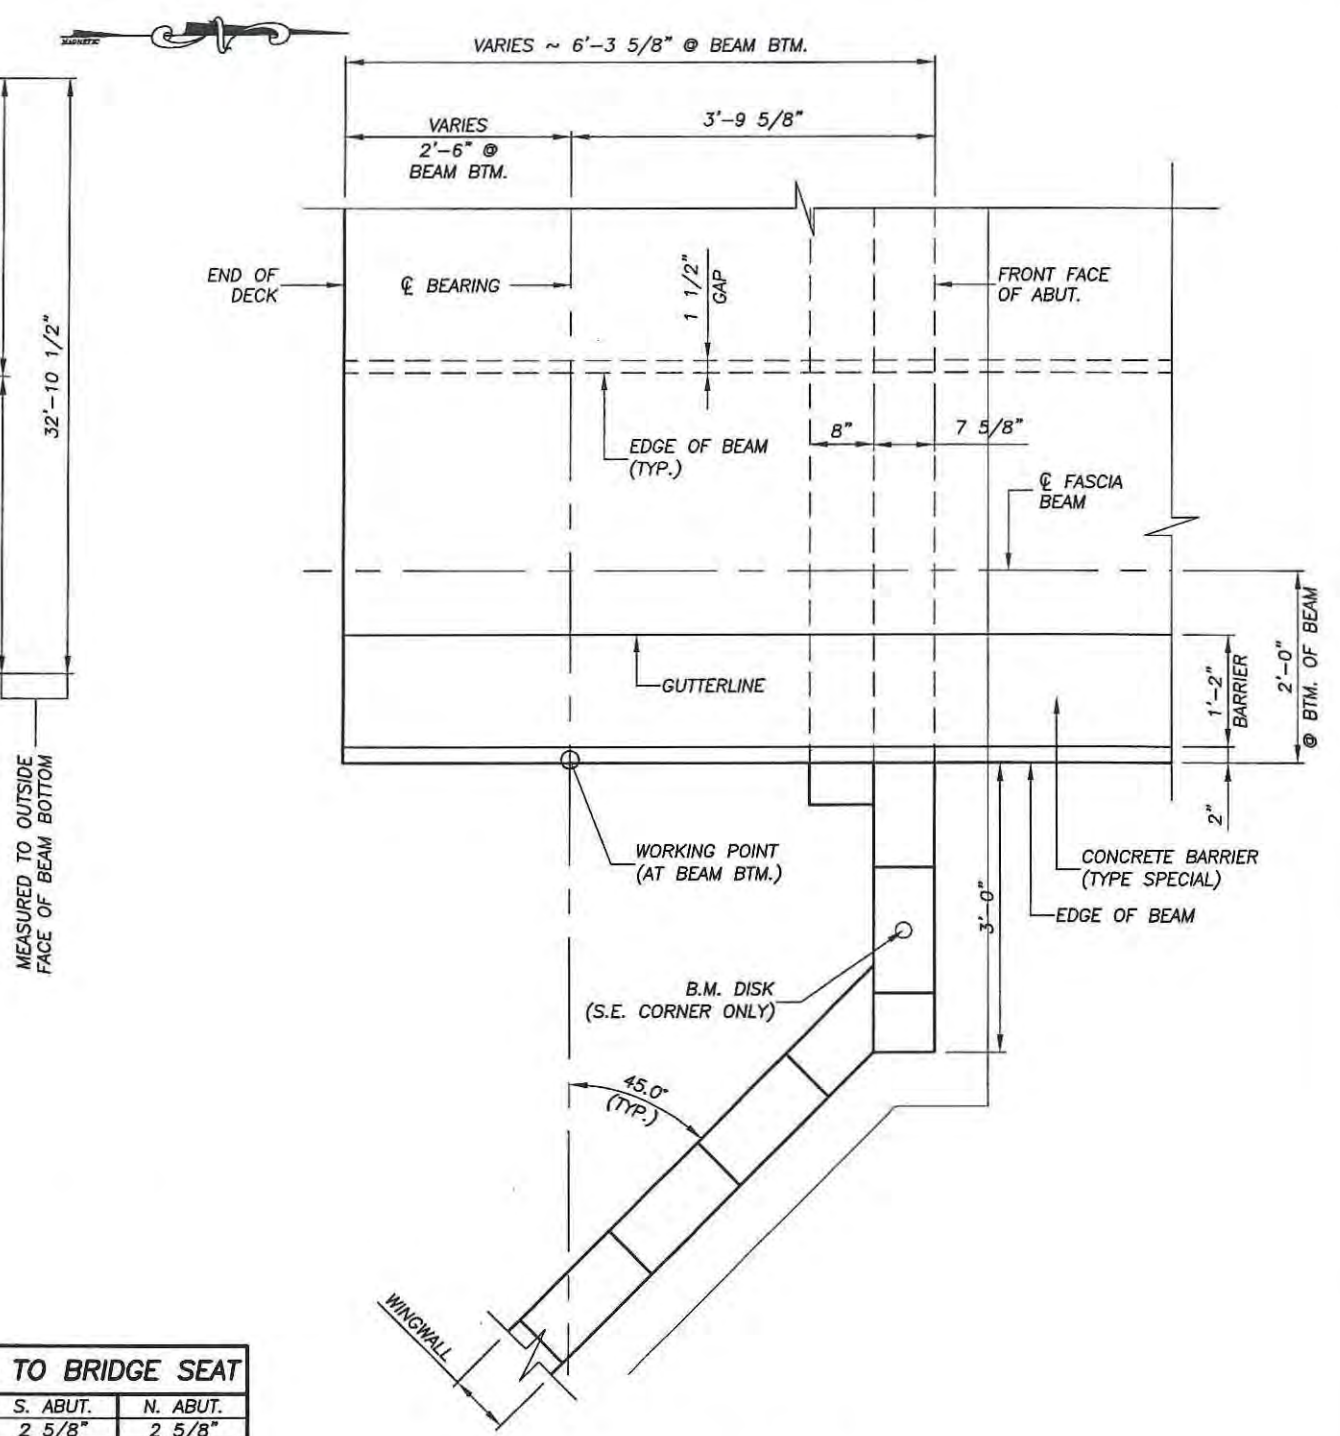 MAGNETIC
VARIES ~ 6'-3 5/8" @ BEAM BTM.
VARIES
2'-6" @
BEAM BTM.
3'-9 5/8"
END OF
DECK
℄ BEARING
1 1/2"
GAP
FRONT FACE
OF ABUT.
32'-10 1/2"
EDGE OF BEAM
(TYP.)
8"
7 5/8"
℄ FASCIA
BEAM
GUTTERLINE
1'-2"
BARRIER
2'-0"
@ BTM. OF BEAM
2"
MEASURED TO OUTSIDE
FACE OF BEAM BOTTOM
WORKING POINT
(AT BEAM BTM.)
CONCRETE BARRIER
(TYPE SPECIAL)
3'-0"
EDGE OF BEAM
B.M. DISK
(S.E. CORNER ONLY)
45.0°
(TYP.)
WINGWALL
TO BRIDGE SEAT
S. ABUT.
N. ABUT.
2 5/8"
2 5/8"